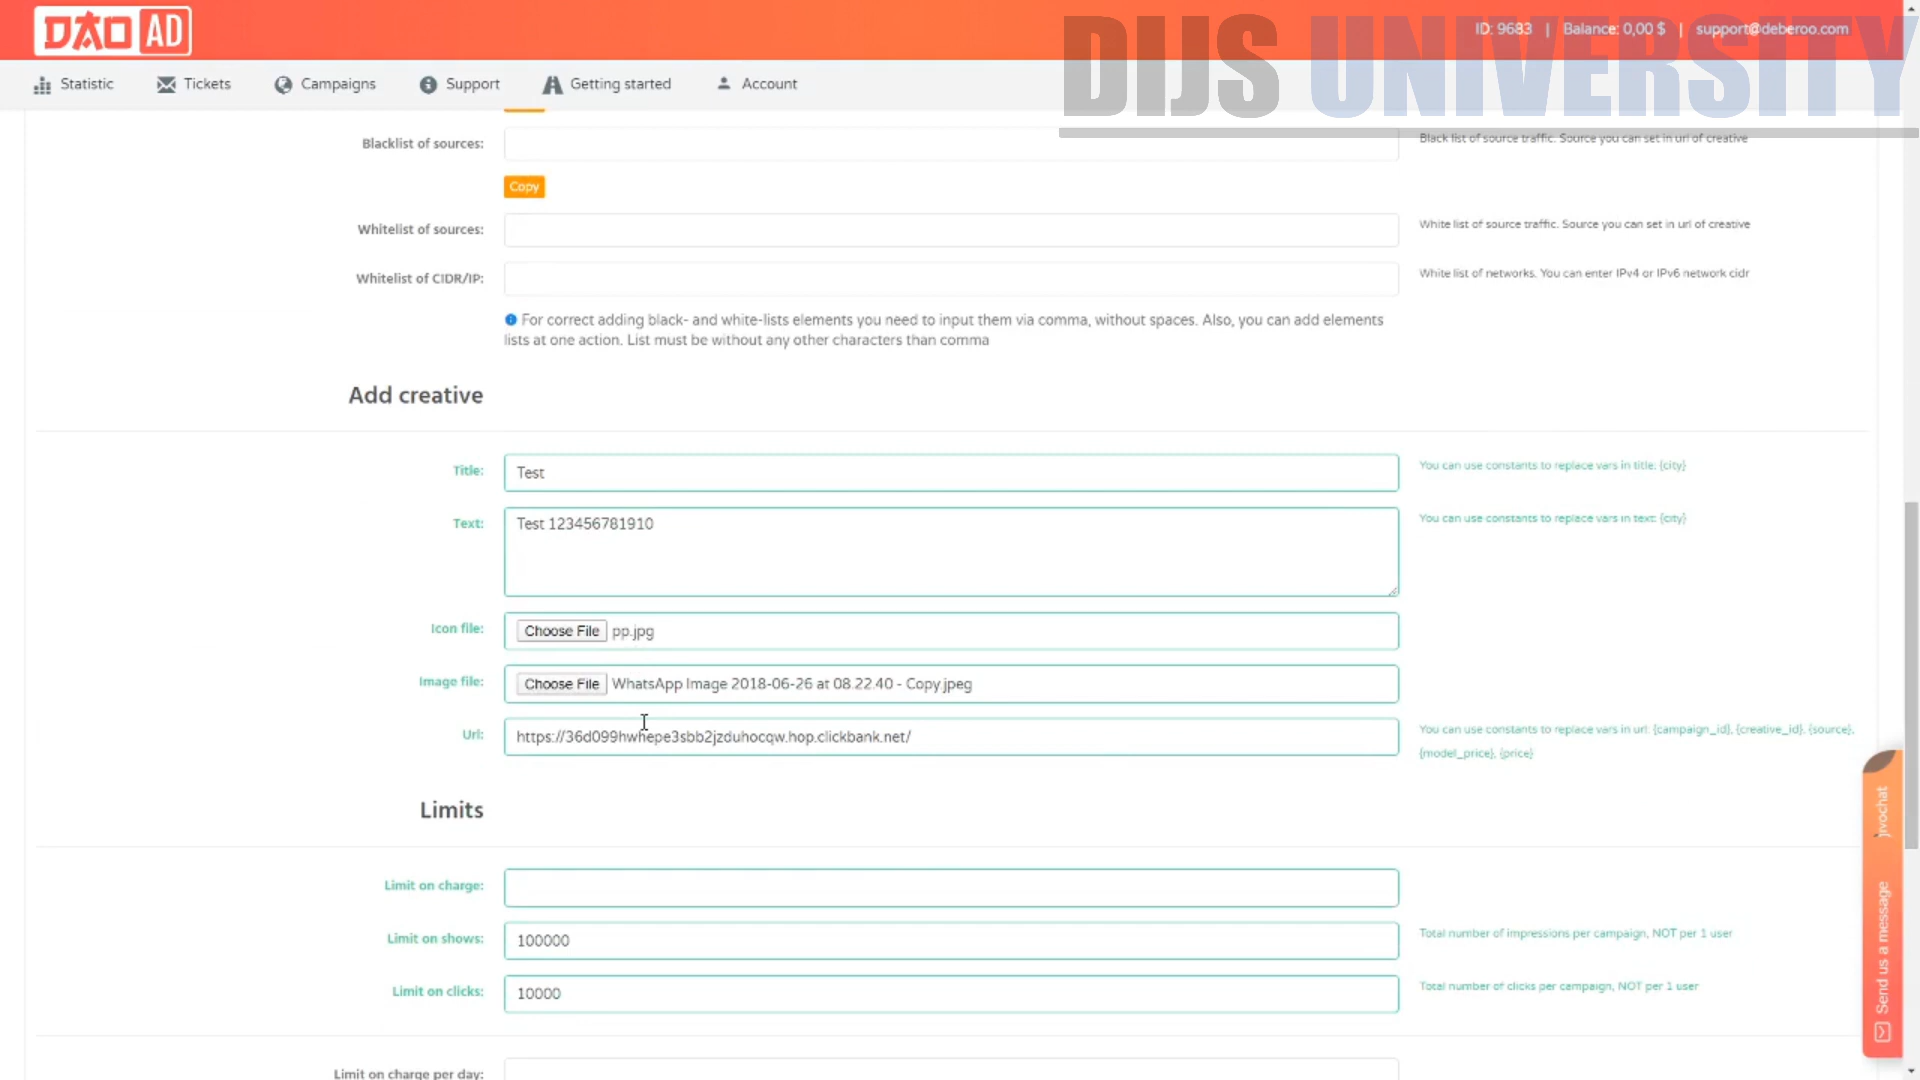 DAO AD
ID: 9683 | Balance: 0,00 $ | support@deberoo.com
DIJS UNIVERSITY
Statistic
Tickets
Campaigns
Support
Getting started
Account
Blacklist of sources:
Black list of source traffic. Source you can set in url of creative
Copy
Whitelist of sources:
White list of source traffic. Source you can set in url of creative
Whitelist of CIDR/IP:
White list of networks. You can enter IPv4 or IPv6 network cidr
For correct adding black- and white-lists elements you need to input them via comma, without spaces. Also, you can add elements
lists at one action. List must be without any other characters than comma
Add creative
Title:
Test
You can use constants to replace vars in title: {city}
Text:
Test 123456781910
You can use constants to replace vars in text: {city}
Icon file:
Choose File pp.jpg
Image file:
Choose File WhatsApp Image 2018-06-26 at 08.22.40 - Copy.jpeg
Url:
https://36d099hwhepe3sbb2jzduhocqw.hop.clickbank.net/
You can use constants to replace vars in url: {campaign_id}, {creative_id}, {source},
{model_price}, {price}
Limits
Limit on charge:
Limit on shows:
100000
Total number of impressions per campaign, NOT per 1 user
Limit on clicks:
10000
Total number of clicks per campaign, NOT per 1 user
Limit on charge per day:
jivochat
Send us a message